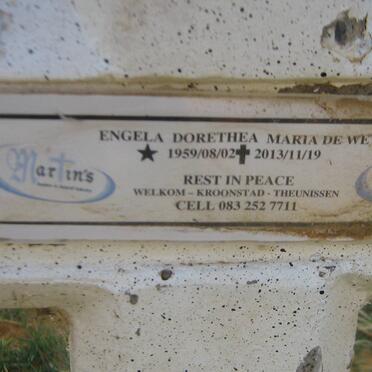 ENGELA DORETHEA MARIA DE WE
★ 1959/08/02 ✝ 2013/11/19
Martin's
REST IN PEACE
WELKOM – KROONSTAD - THEUNISSEN
CELL 083 252 7711